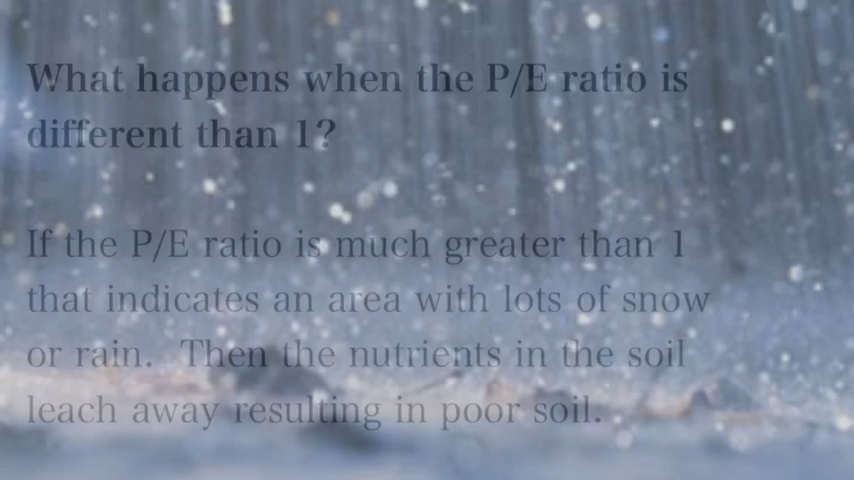 What happens when the P/E ratio is
different than 1?
If the P/E ratio is much greater than 1
that indicates an area with lots of snow
or rain.  Then the nutrients in the soil
leach away resulting in poor soil.